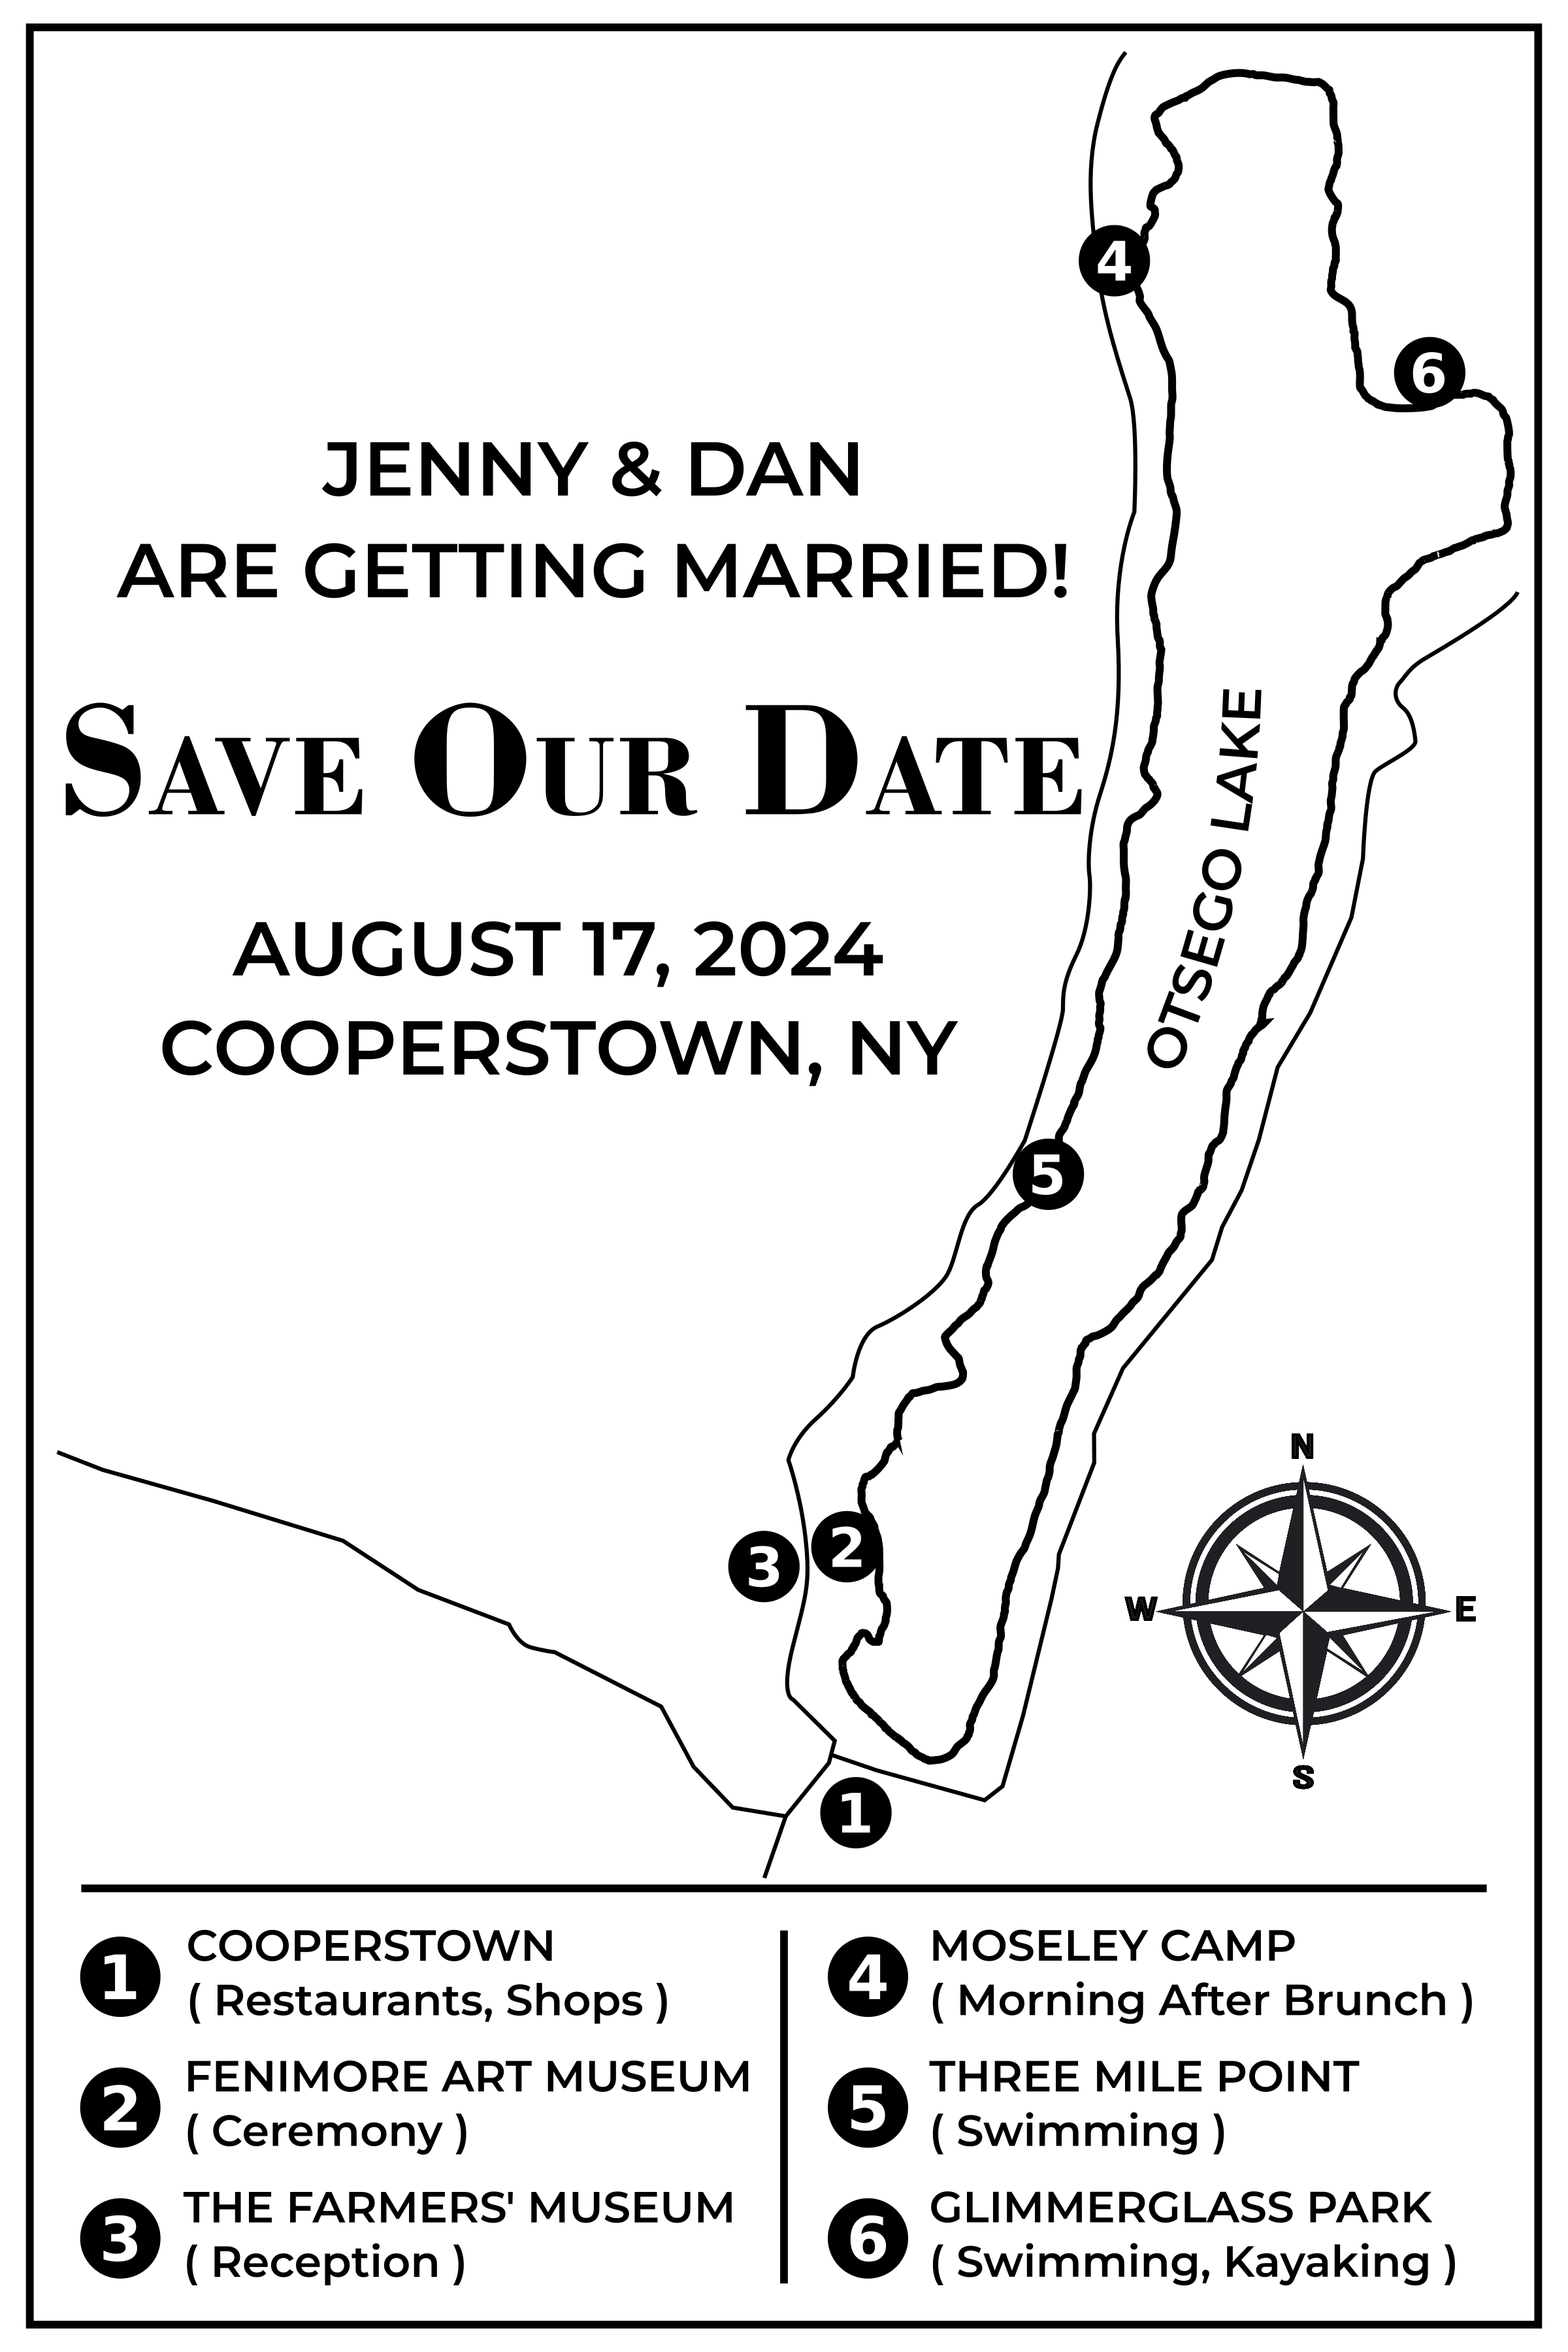 JENNY & DAN
ARE GETTING MARRIED!
SAVE OUR DATE
AUGUST 17, 2024
COOPERSTOWN, NY
OTSEGO LAKE
4
6
5
3
2
1
N
W
E
S
1
COOPERSTOWN
( Restaurants, Shops )
2
FENIMORE ART MUSEUM
( Ceremony )
3
THE FARMERS' MUSEUM
( Reception )
4
MOSELEY CAMP
( Morning After Brunch )
5
THREE MILE POINT
( Swimming )
6
GLIMMERGLASS PARK
( Swimming, Kayaking )